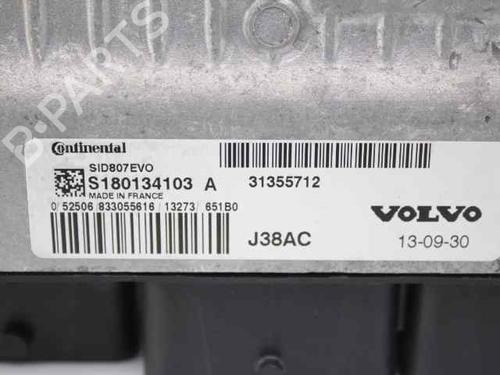 Continental
SID807EVO
S180134103 A
MADE IN FRANCE
0 52506 833055616 13273 651B0
31355712
VOLVO
J38AC
13-09-30
B-PARTS